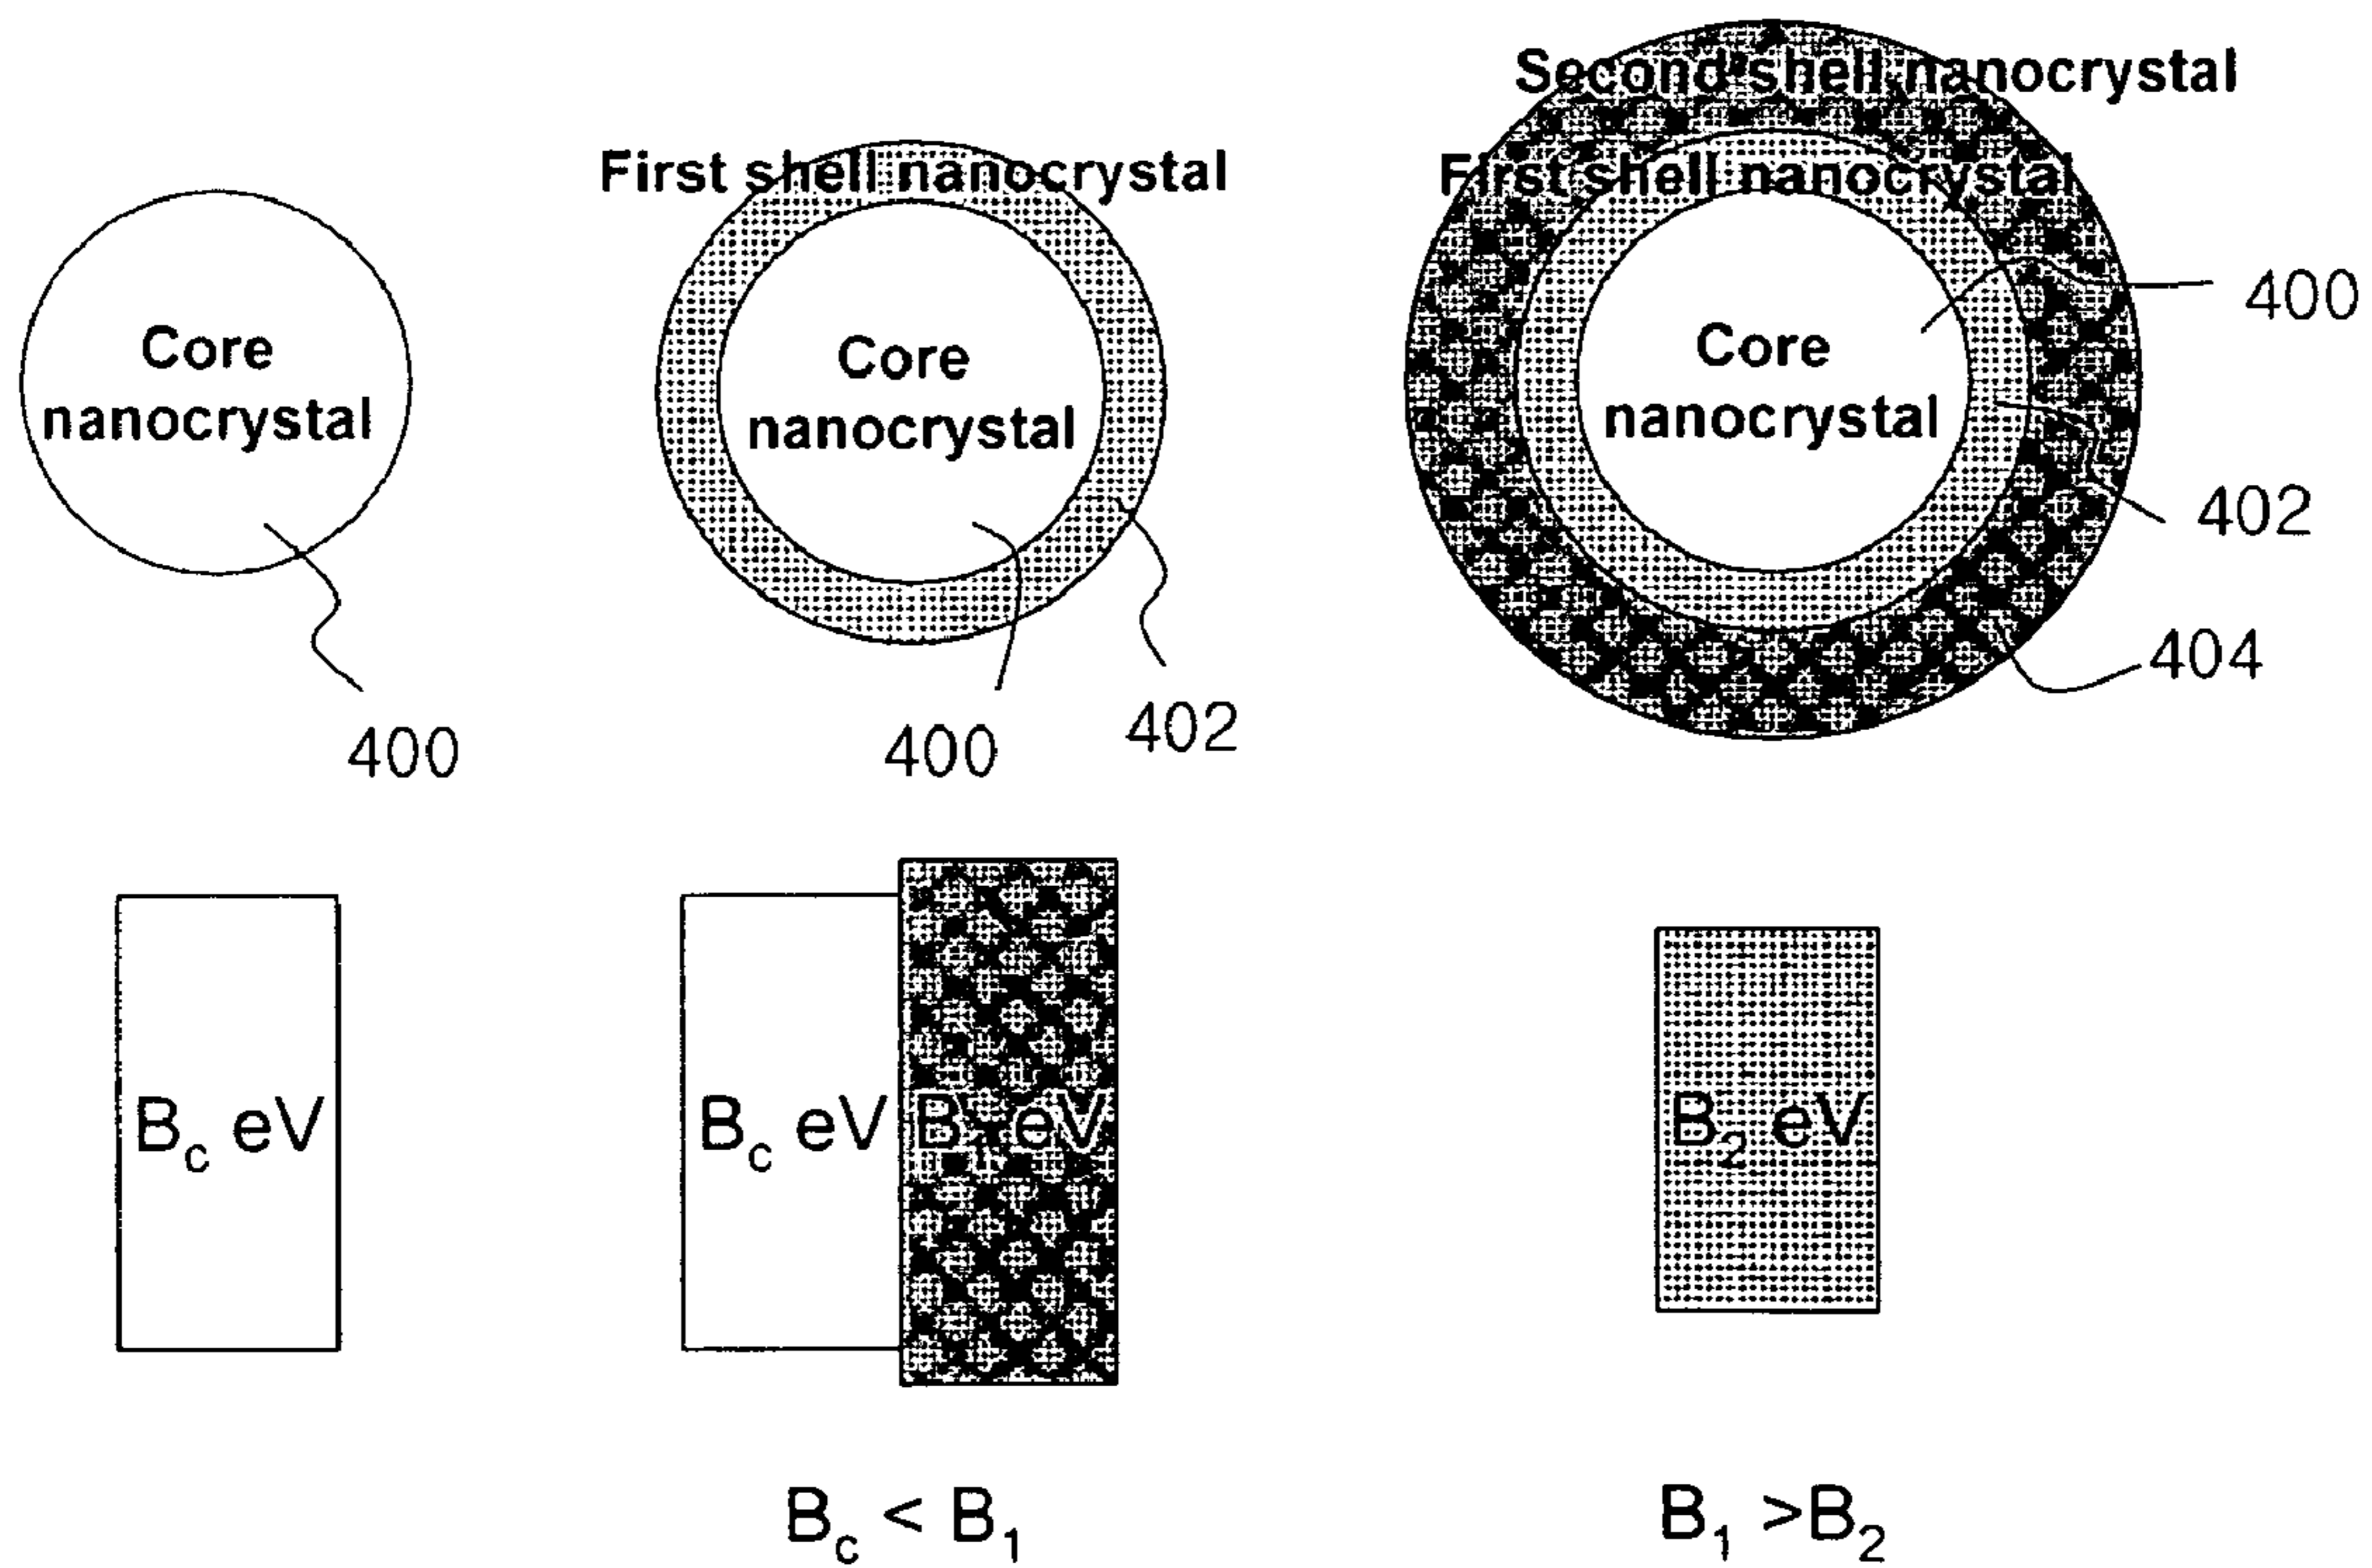 Core
nanocrystal
400
First shell nanocrystal
Core
nanocrystal
400
402
Second shell nanocrystal
First shell nanocrystal
Core
nanocrystal
400
402
404
B_c eV
B_c eV
B_1 eV
B_2 eV
B_c < B_1
B_1 >B_2